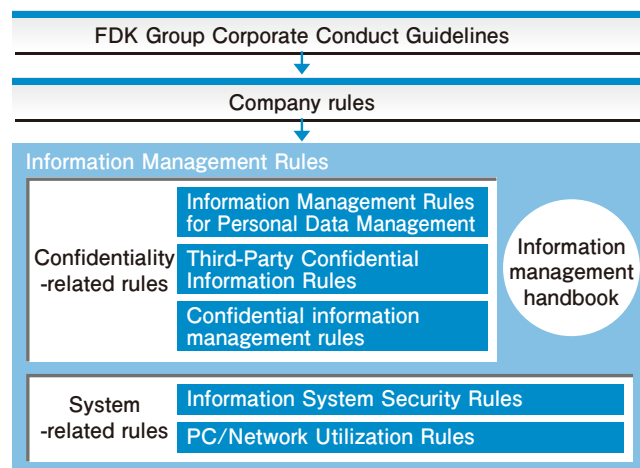 FDK Group Corporate Conduct Guidelines
Company rules
Information Management Rules
Confidentiality
-related rules
Information Management Rules
for Personal Data Management
Third-Party Confidential
Information Rules
Confidential information
management rules
Information
management
handbook
System
-related rules
Information System Security Rules
PC/Network Utilization Rules